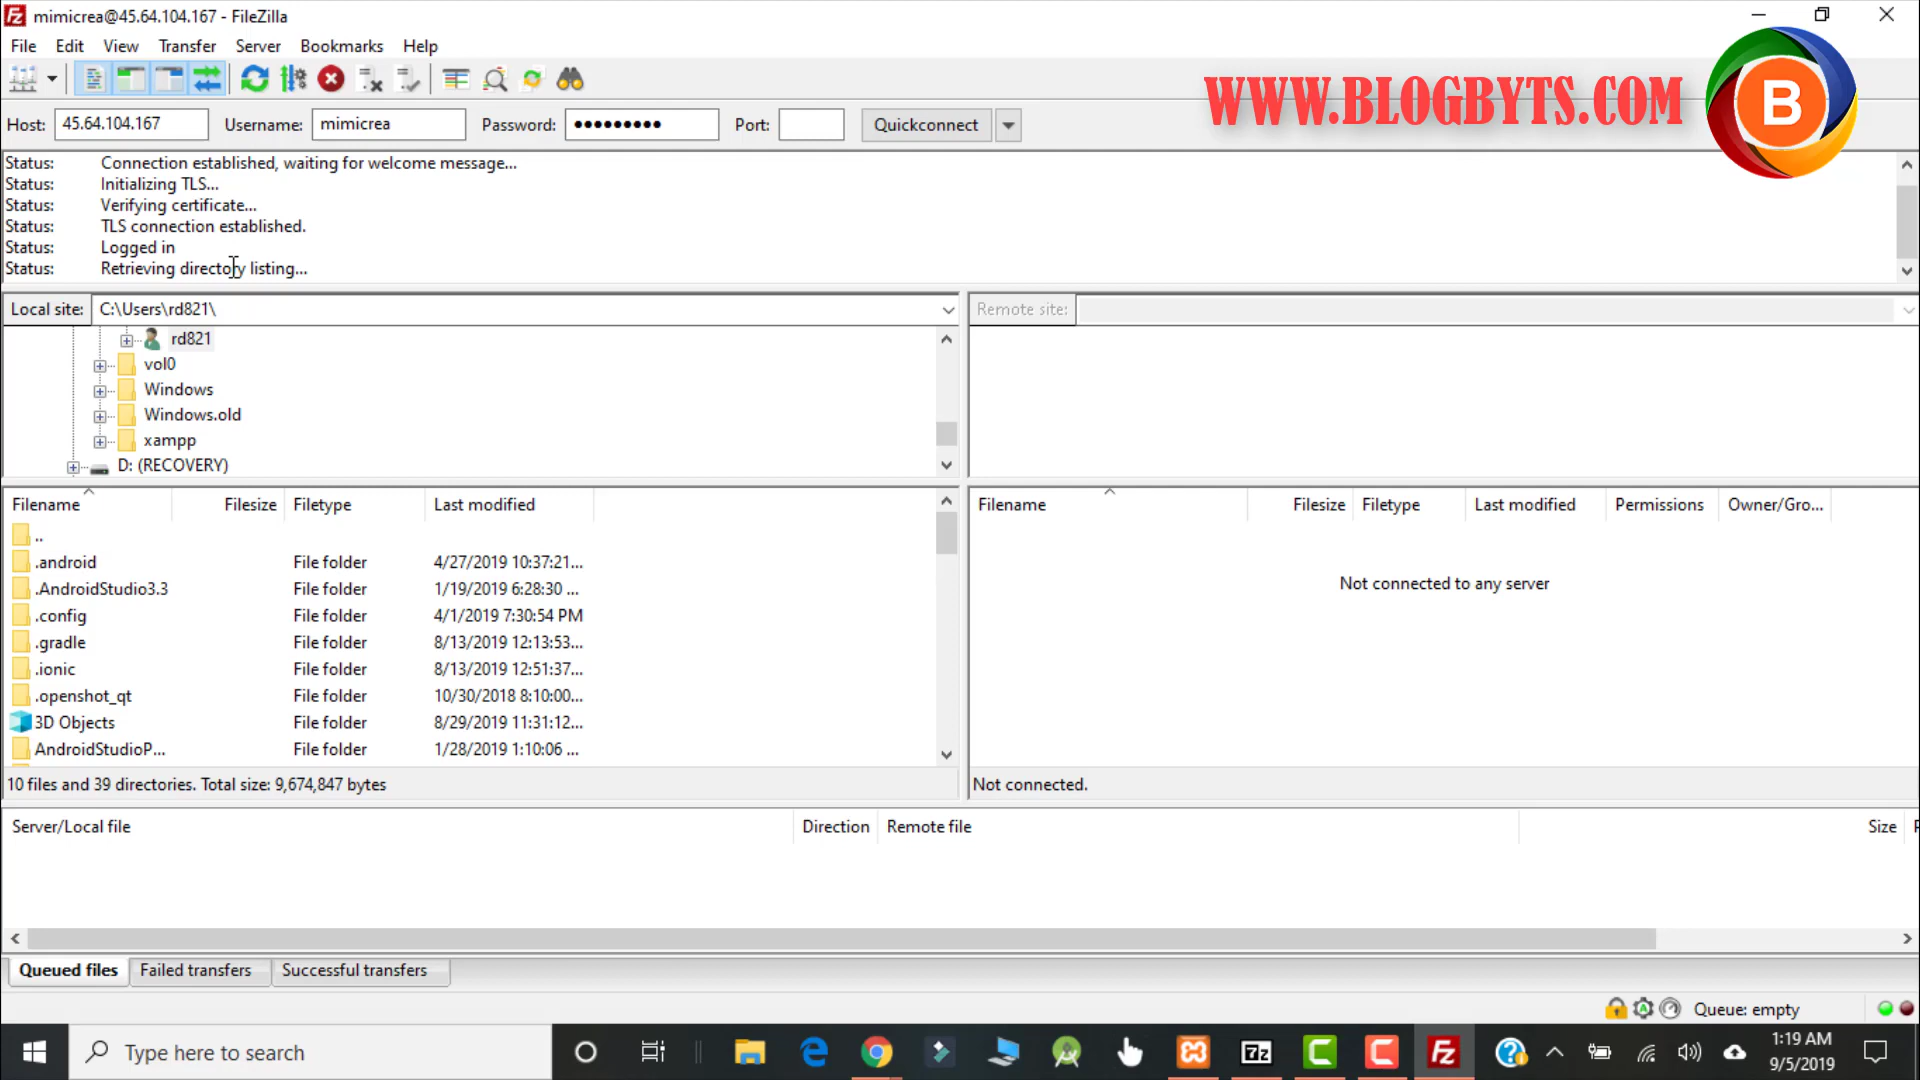 mimicrea@45.64.104.167 - FileZilla
File Edit View Transfer Server Bookmarks Help
WWW.BLOGBYTS.COM
B
Host: 45.64.104.167 Username: mimicrea Password: ●●●●●●●●● Port: Quickconnect
Status: Connection established, waiting for welcome message...
Status: Initializing TLS...
Status: Verifying certificate...
Status: TLS connection established.
Status: Logged in
Status: Retrieving directory listing...
Local site: C:\Users\rd821\
Remote site:
rd821
vol0
Windows
Windows.old
xampp
D: (RECOVERY)
Filename Filesize Filetype Last modified
..
.android File folder 4/27/2019 10:37:21...
.AndroidStudio3.3 File folder 1/19/2019 6:28:30 ...
.config File folder 4/1/2019 7:30:54 PM
.gradle File folder 8/13/2019 12:13:53...
.ionic File folder 8/13/2019 12:51:37...
.openshot_qt File folder 10/30/2018 8:10:00...
3D Objects File folder 8/29/2019 11:31:12...
AndroidStudioP... File folder 1/28/2019 1:10:06 ...
10 files and 39 directories. Total size: 9,674,847 bytes
Filename Filesize Filetype Last modified Permissions Owner/Gro...
Not connected to any server
Not connected.
Server/Local file Direction Remote file Size P
Queued files Failed transfers Successful transfers
Queue: empty
Type here to search
7z
Fz
1:19 AM
9/5/2019